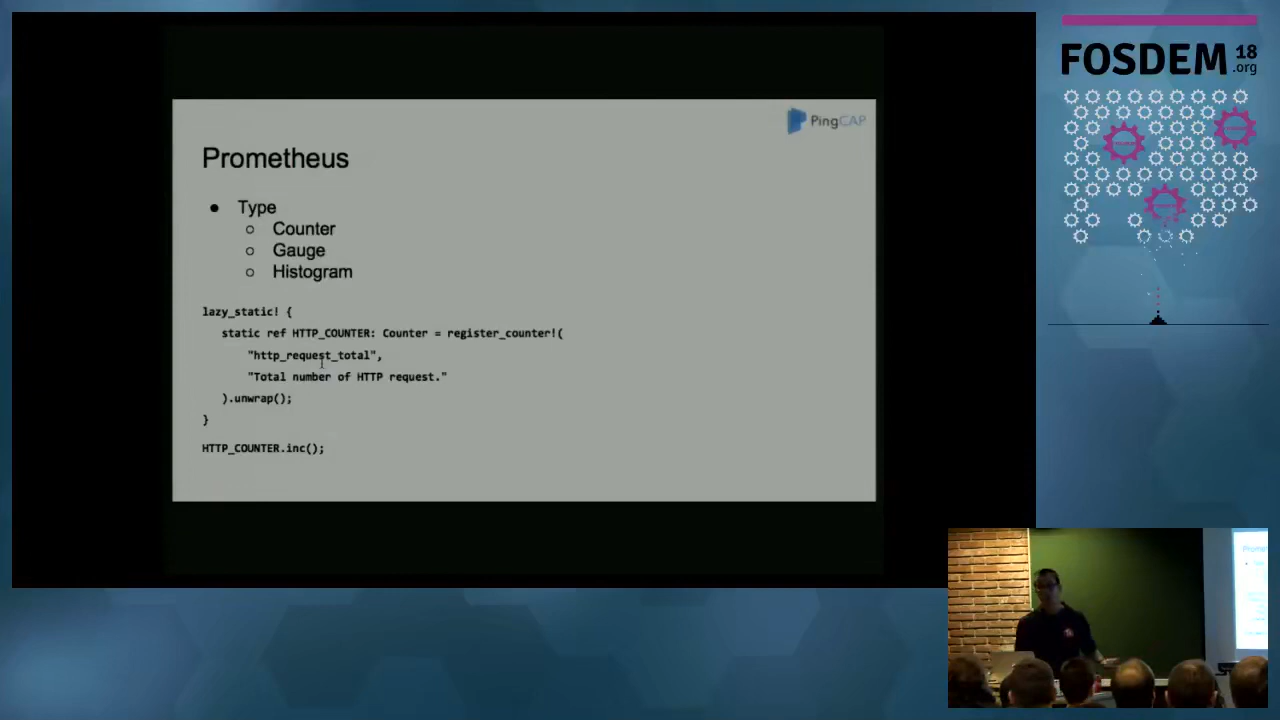 PingCAP
Prometheus
● Type
○ Counter
○ Gauge
○ Histogram
lazy_static! {
static ref HTTP_COUNTER: Counter = register_counter!(
"http_request_total",
"Total number of HTTP request."
).unwrap();
}
HTTP_COUNTER.inc();
FOSDEM 18
.org